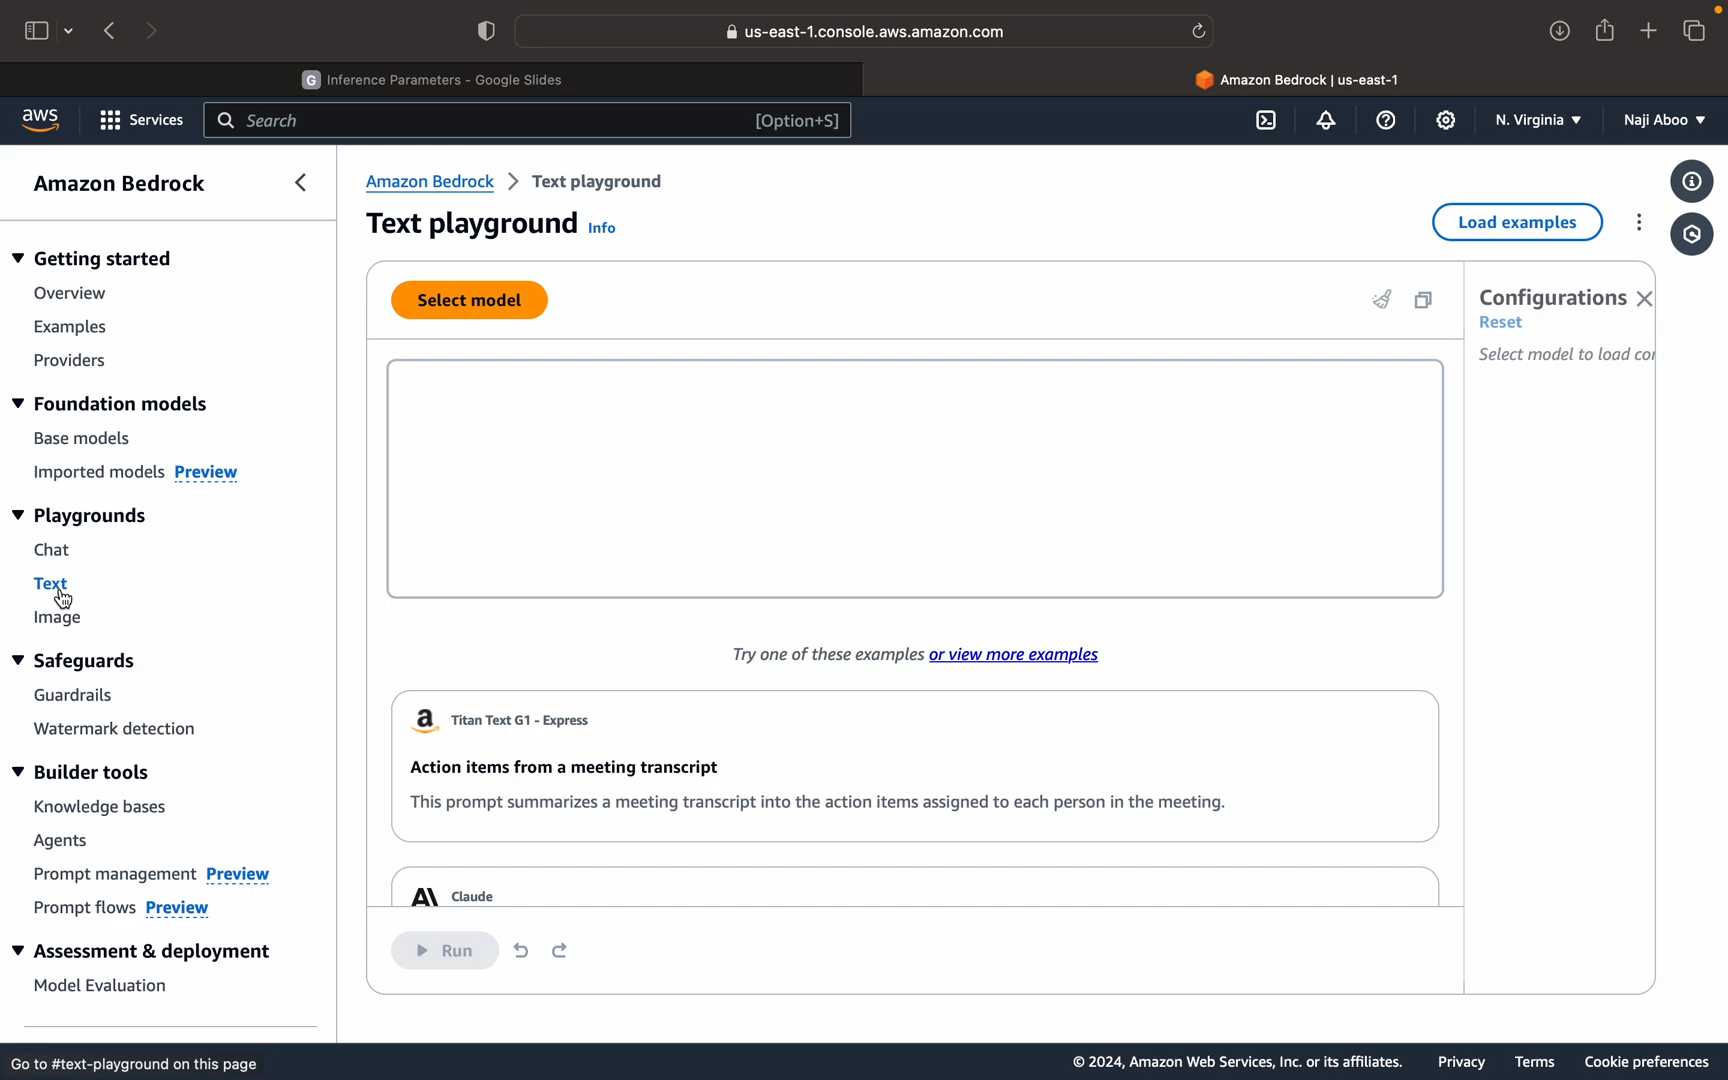 us-east-1.console.aws.amazon.com
Inference Parameters - Google Slides
Amazon Bedrock | us-east-1
aws
Services
Search
[Option+S]
N. Virginia
Naji Aboo
Amazon Bedrock
Getting started
Overview
Examples
Providers
Foundation models
Base models
Imported models Preview
Playgrounds
Chat
Text
Image
Safeguards
Guardrails
Watermark detection
Builder tools
Knowledge bases
Agents
Prompt management Preview
Prompt flows Preview
Assessment & deployment
Model Evaluation
Amazon Bedrock > Text playground
Text playground Info
Load examples
Select model
Configurations
Reset
Select model to load
Try one of these examples or view more examples
Titan Text G1 - Express
Action items from a meeting transcript
This prompt summarizes a meeting transcript into the action items assigned to each person in the meeting.
Claude
Run
Go to #text-playground on this page
© 2024, Amazon Web Services, Inc. or its affiliates.
Privacy
Terms
Cookie preferences